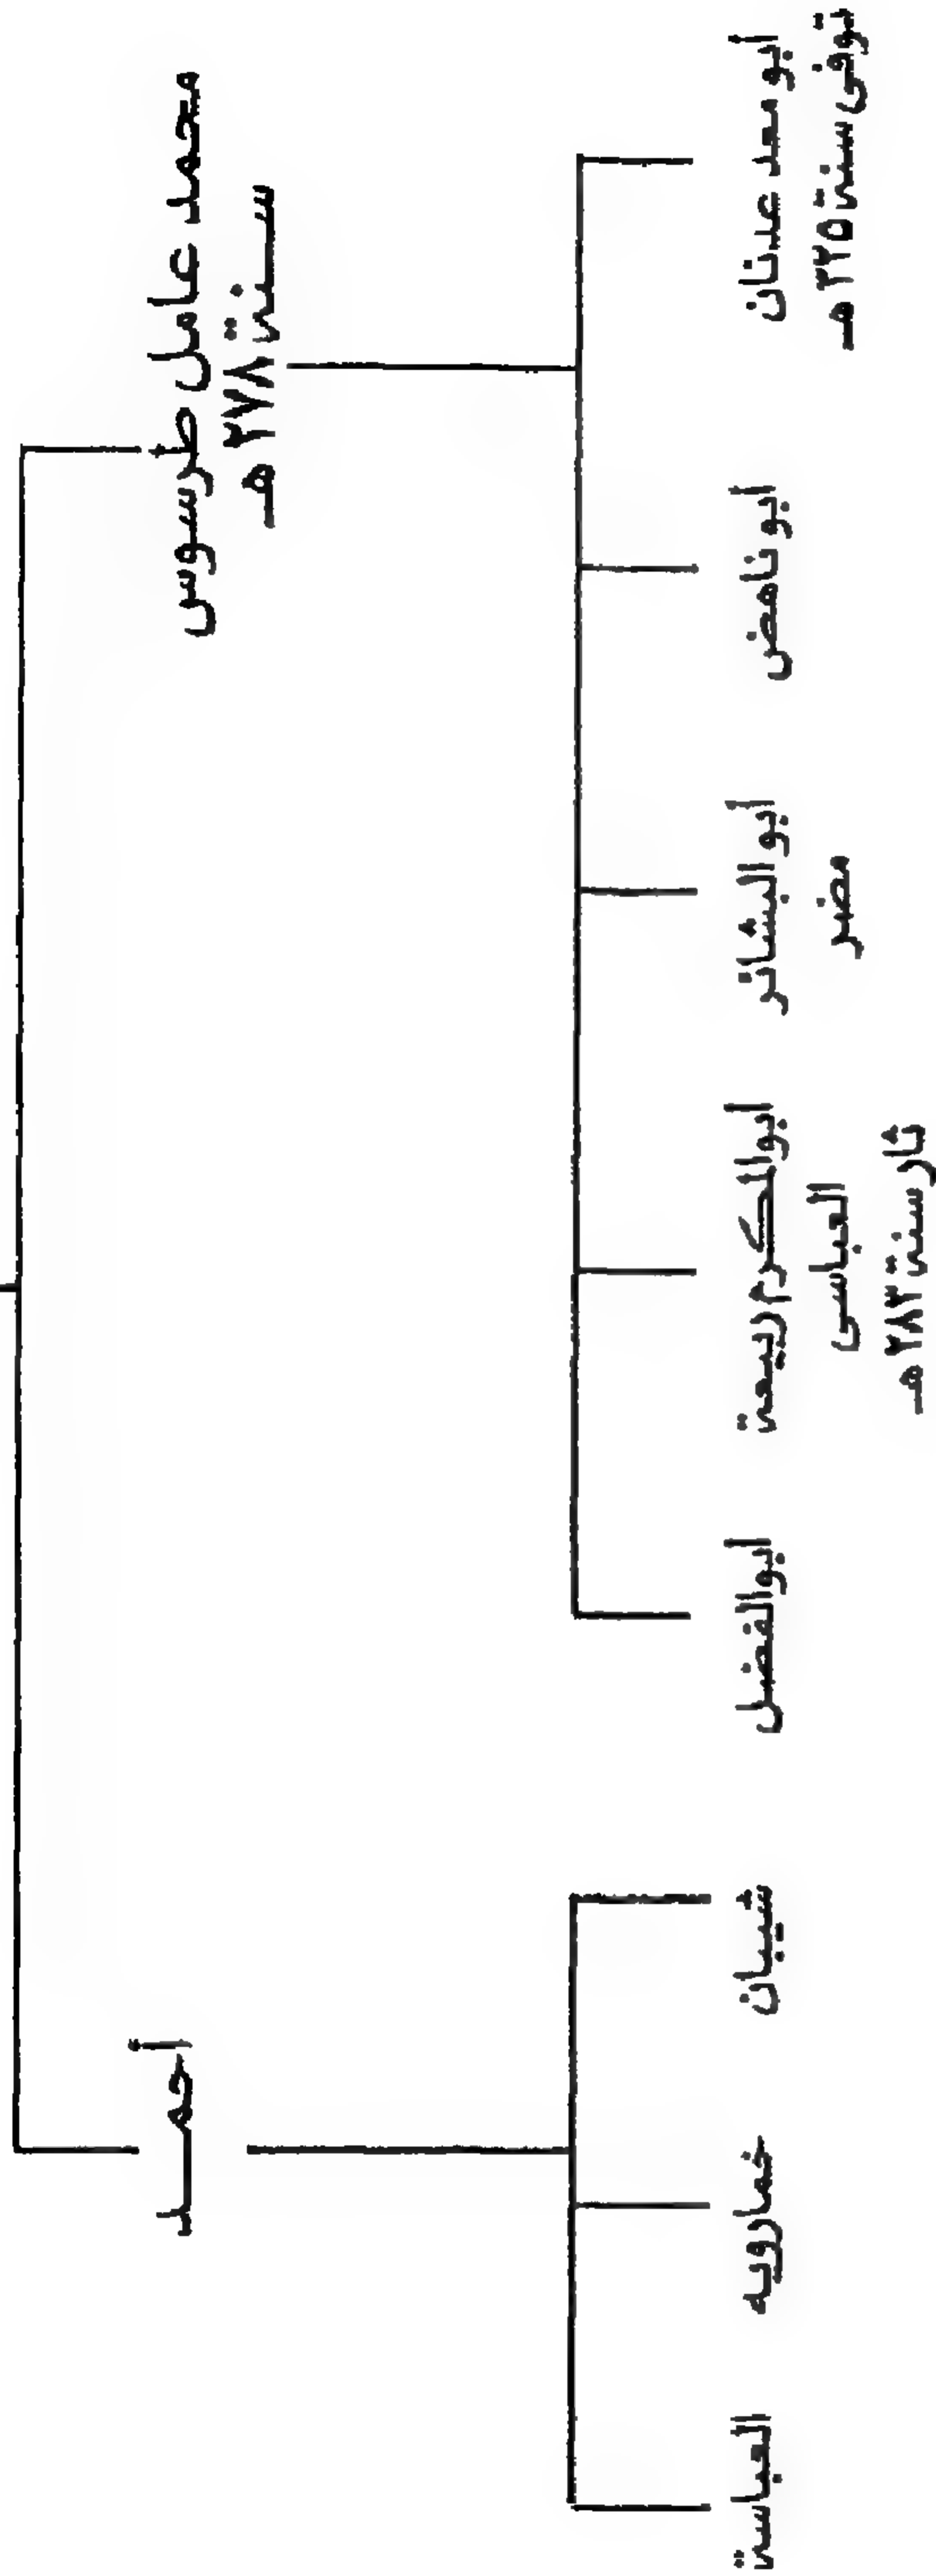 محمد عامل طرسوس
سنة ٢٧٨ هـ
أحمد
أبو معد عدنان
توفى سنة ٣٢٥ هـ
أبو ناهض
أبو البشائر
مضر
أبو الكرم ربيعة
العباسى
ثار سنة ٢٨٣ هـ
أبو الفضل
شيبان
خمارويه
العباسة